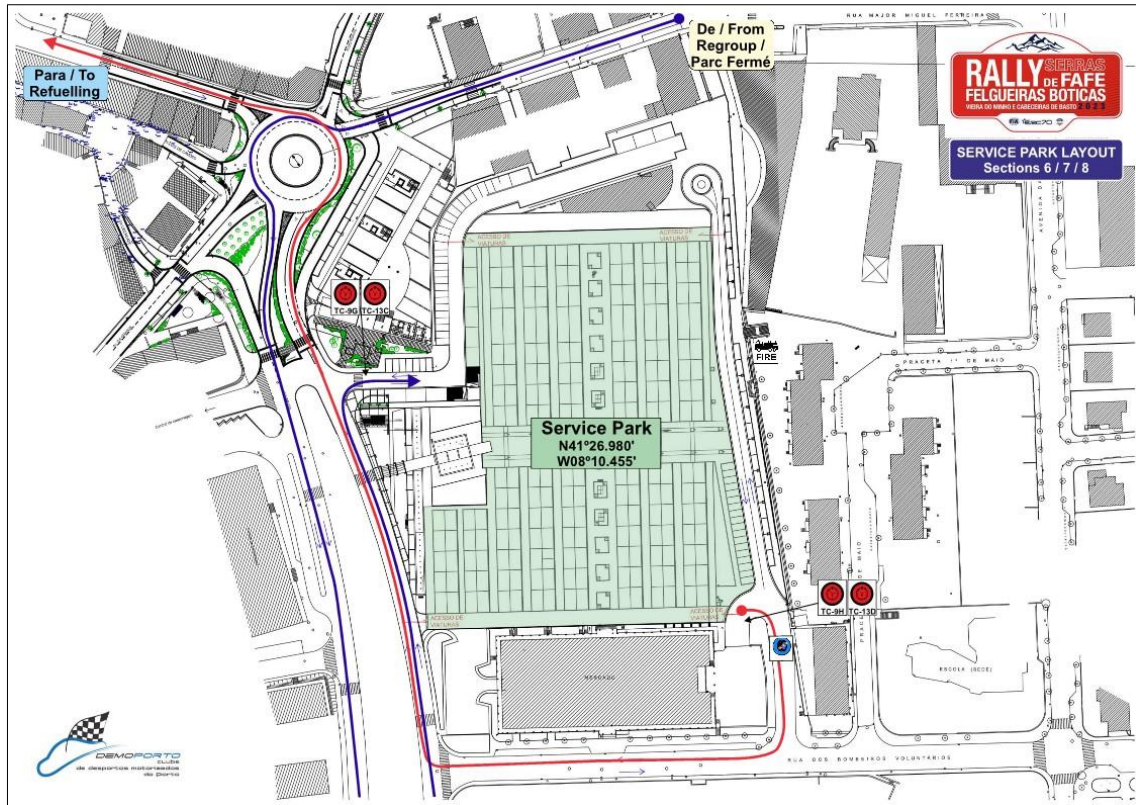 RUA MAJOR MIGUEL FERREIRA
De / From
Regroup /
Parc Fermé
Para / To
Refuelling
RALLY SERRAS
DE FAFE
FELGUEIRAS BOTICAS
VIEIRA DO MINHO E CABECEIRAS DE BASTO 2023
SERVICE PARK LAYOUT
Sections 6 / 7 / 8
AVENIDA
ACESSO DE
VIATURAS
ACESSO DE
VIATURAS
TC-9G
TC-13C
FIRE
PRACETA 1º DE MAIO
Service Park
N41º26.980'
W08º10.455'
TC-9H
TC-13D
ACESSO DE
VIATURAS
ACESSO DE
VIATURAS
MERCADO
ESCOLA (SEDE)
RUA DOS BOMBEIROS VOLUNTÁRIOS
DEMOPORTO
CLUBE
de desportos motorizados
do Porto